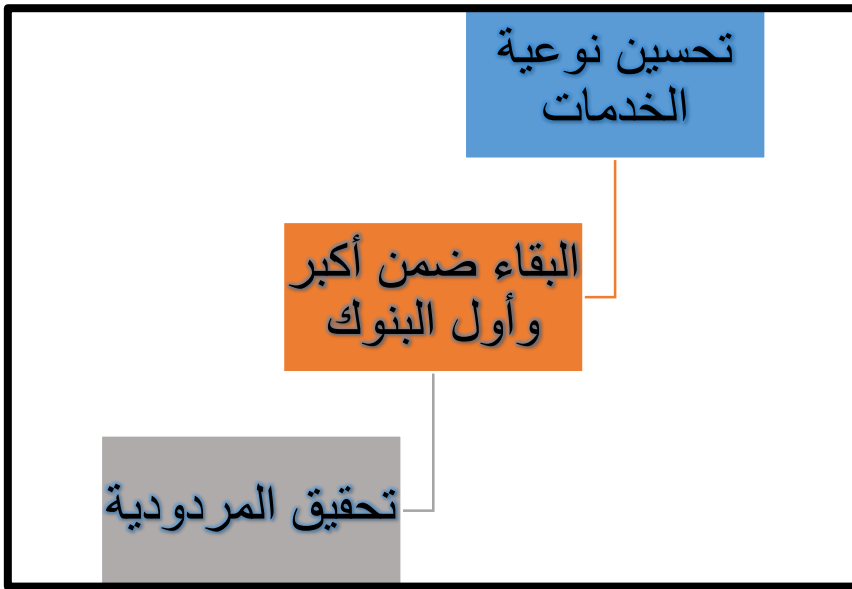 تحسين نوعية
الخدمات
البقاء ضمن أكبر
وأول البنوك
تحقيق المردودية